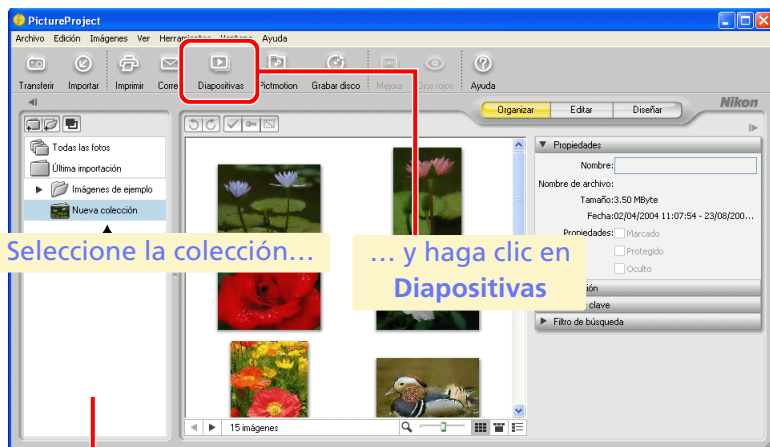 PictureProject
Archivo Edición Imágenes Ver Herramientas Ventana Ayuda
Transferir Importar Imprimir Corre Diapositivas Pictmotion Grabar disco Mejora Ojos rojos Ayuda
Organizar Editar Diseñar Nikon
Todas las fotos
Última importación
Imágenes de ejemplo
Nueva colección
Propiedades
Nombre:
Nombre de archivo:
Tamaño:3.50 MByte
Fecha:02/04/2004 11:07:54 - 23/08/200...
Propiedades: Marcado
Protegido
Oculto
ión
clave
Filtro de búsqueda
Seleccione la colección...
... y haga clic en
Diapositivas
15 imágenes